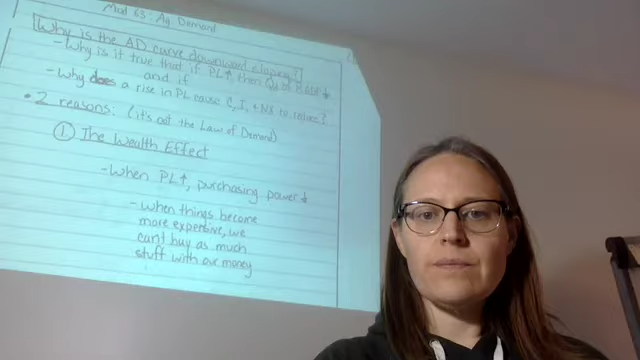 Mod 63: Ag. Demand
Why is the AD curve downward sloping?
- Why is it true that if PL↑ then Qs of RGDP↓
and if
- Why does a rise in PL cause C, I, + NX to reduce?
• 2 reasons: (it's not the Law of Demand)
① The Wealth Effect
- When PL↑, purchasing power↓
- When things become
more expensive, we
can't buy as much
stuff with our money